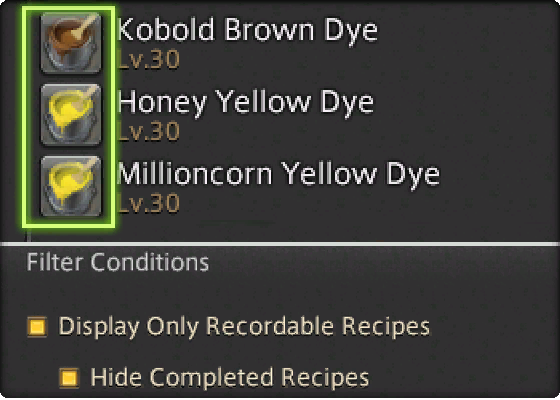 Kobold Brown Dye
Lv.30
Honey Yellow Dye
Lv.30
Millioncorn Yellow Dye
Lv.30
Filter Conditions
Display Only Recordable Recipes
Hide Completed Recipes